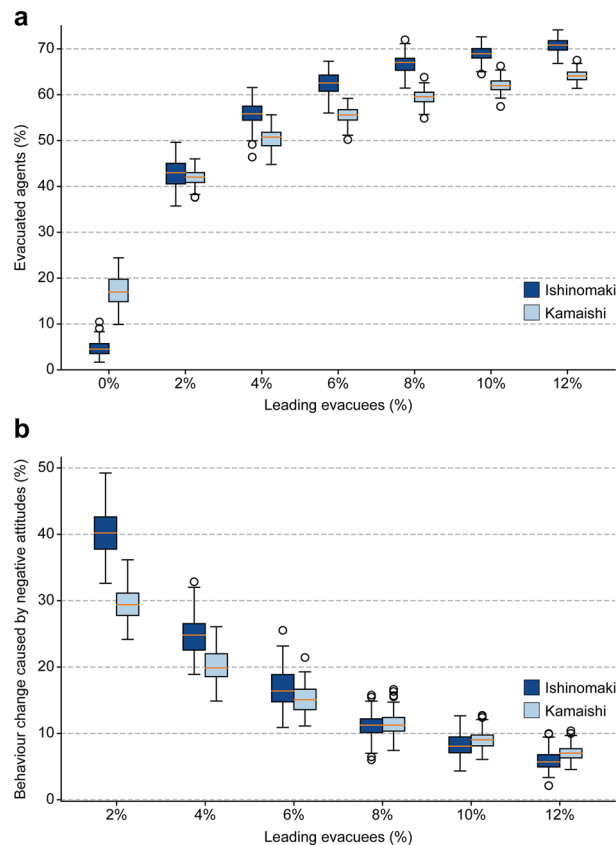 a
70
60
50
40
30
20
10
0
Evacuated agents (%)
Ishinomaki
Kamaishi
0% 2% 4% 6% 8% 10% 12%
Leading evacuees (%)
b
50
40
30
20
10
0
Behaviour change caused by negative attitudes (%)
Ishinomaki
Kamaishi
2% 4% 6% 8% 10% 12%
Leading evacuees (%)